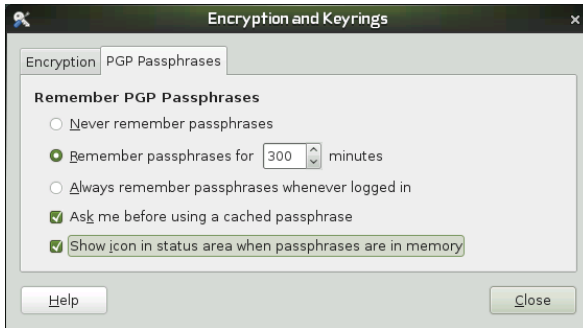 Encryption and Keyrings
Encryption PGP Passphrases
Remember PGP Passphrases
Never remember passphrases
Remember passphrases for 300 minutes
Always remember passphrases whenever logged in
Ask me before using a cached passphrase
Show icon in status area when passphrases are in memory
Help Close